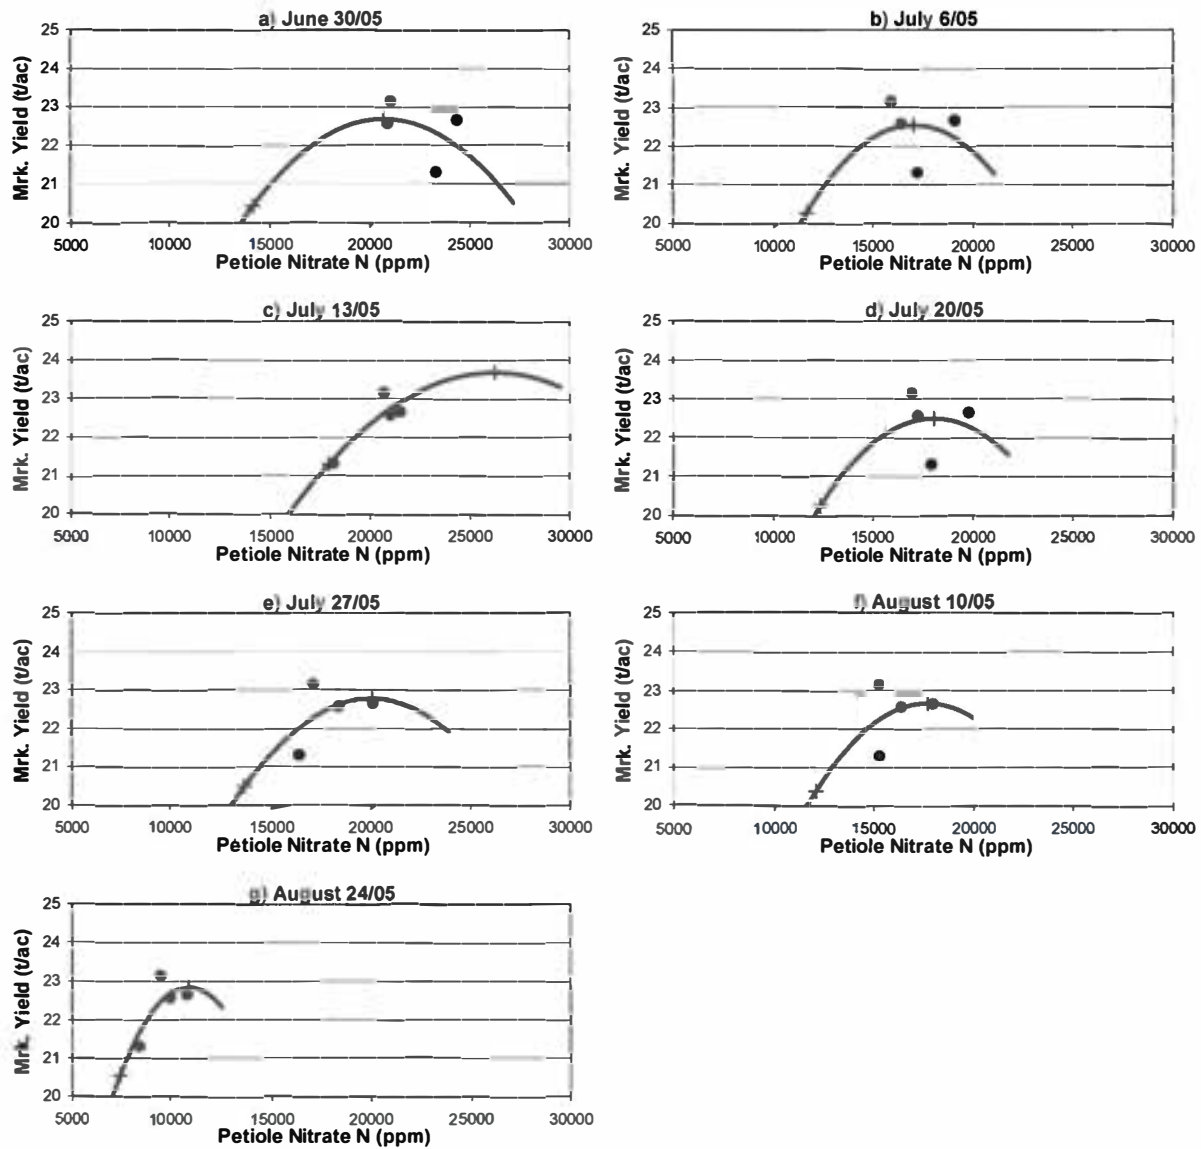 a) June 30/05
Mrk. Yield (t/ac)
25
24
23
22
21
20
5000 10000 15000 20000 25000 30000
Petiole Nitrate N (ppm)
b) July 6/05
Mrk. Yield (t/ac)
25
24
23
22
21
20
5000 10000 15000 20000 25000 30000
Petiole Nitrate N (ppm)
c) July 13/05
Mrk. Yield (t/ac)
25
24
23
22
21
20
5000 10000 15000 20000 25000 30000
Petiole Nitrate N (ppm)
d) July 20/05
Mrk. Yield (t/ac)
25
24
23
22
21
20
5000 10000 15000 20000 25000 30000
Petiole Nitrate N (ppm)
e) July 27/05
Mrk. Yield (t/ac)
25
24
23
22
21
20
5000 10000 15000 20000 25000 30000
Petiole Nitrate N (ppm)
f) August 10/05
Mrk. Yield (t/ac)
25
24
23
22
21
20
5000 10000 15000 20000 25000 30000
Petiole Nitrate N (ppm)
g) August 24/05
Mrk. Yield (t/ac)
25
24
23
22
21
20
5000 10000 15000 20000 25000 30000
Petiole Nitrate N (ppm)